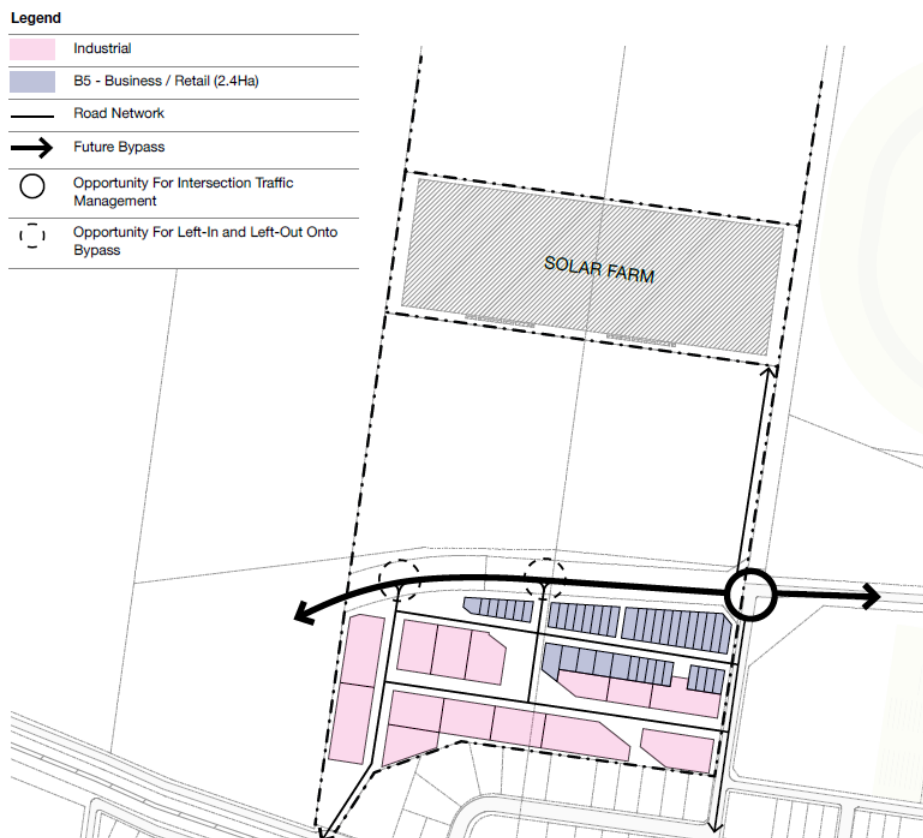 Legend
Industrial
B5 - Business / Retail (2.4Ha)
Road Network
Future Bypass
Opportunity For Intersection Traffic
Management
Opportunity For Left-In and Left-Out Onto
Bypass
SOLAR FARM